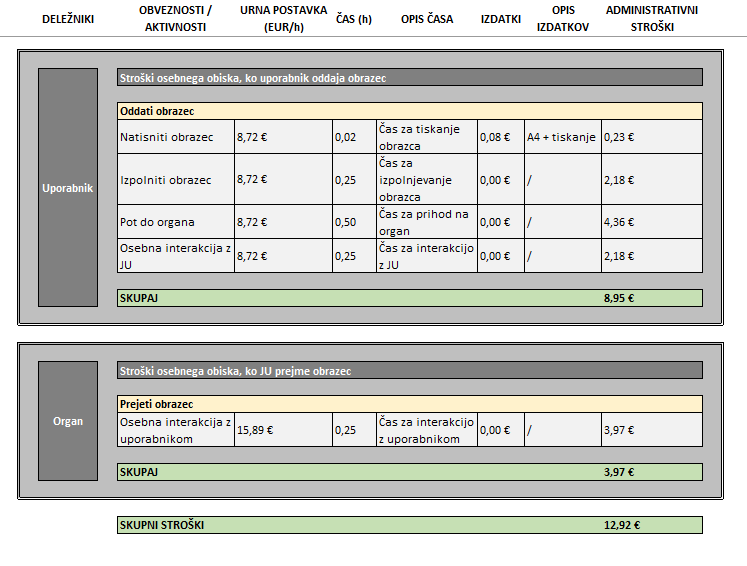 DELEŽNIKI
OBVEZNOSTI /
AKTIVNOSTI
URNA POSTAVKA
(EUR/h)
ČAS (h)
OPIS ČASA
IZDATKI
OPIS
IZDATKOV
ADMINISTRATIVNI
STROŠKI
Uporabnik
Stroški osebnega obiska, ko uporabnik oddaja obrazec
Oddati obrazec
Natisniti obrazec
8,72 €
0,02
Čas za tiskanje
obrazca
0,08 €
A4 + tiskanje
0,23 €
Izpolniti obrazec
8,72 €
0,25
Čas za
izpolnjevanje
obrazca
0,00 €
/
2,18 €
Pot do organa
8,72 €
0,50
Čas za prihod na
organ
0,00 €
/
4,36 €
Osebna interakcija z
JU
8,72 €
0,25
Čas za interakcijo
z JU
0,00 €
/
2,18 €
SKUPAJ
8,95 €
Organ
Stroški osebnega obiska, ko JU prejme obrazec
Prejeti obrazec
Osebna interakcija z
uporabnikom
15,89 €
0,25
Čas za interakcijo
z uporabnikom
0,00 €
/
3,97 €
SKUPAJ
3,97 €
SKUPNI STROŠKI
12,92 €